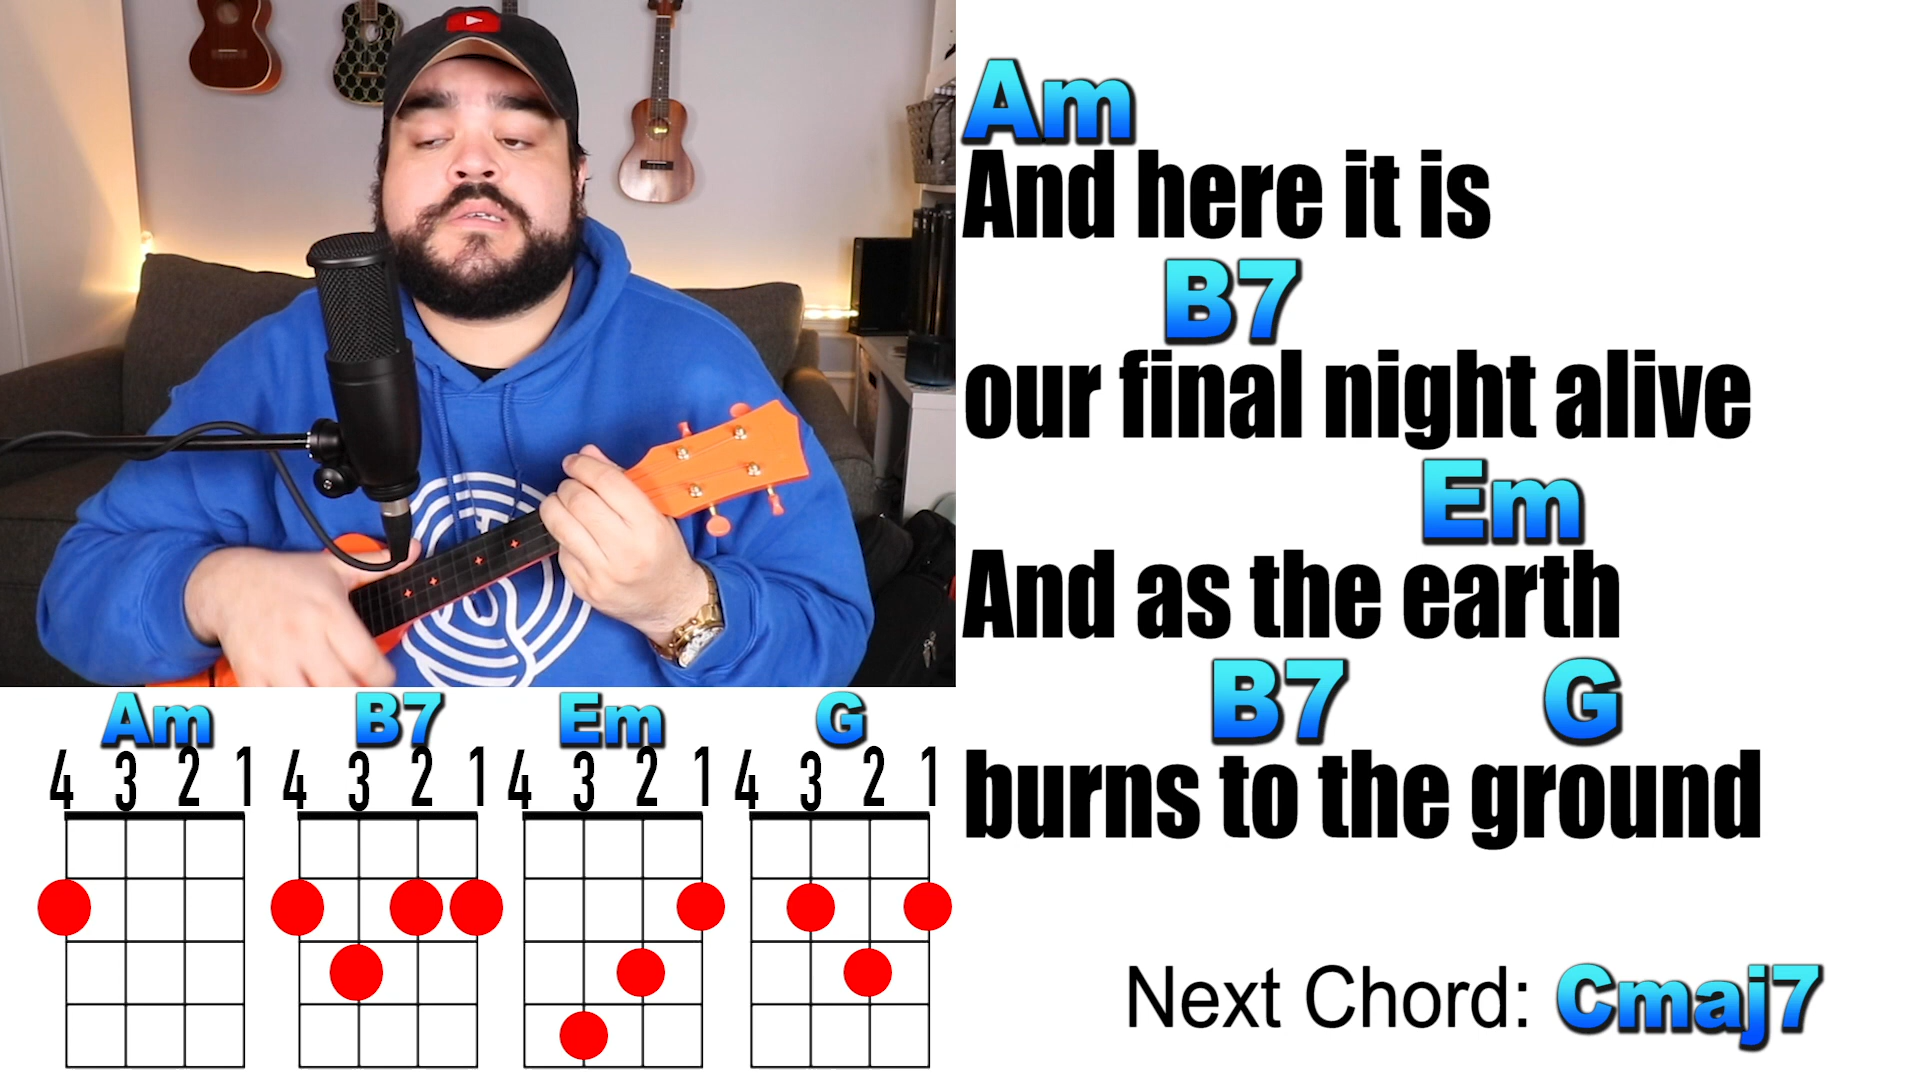 Am
And here it is
B7
our final night alive
Em
And as the earth
B7 G
burns to the ground
Next Chord: Cmaj7
Am B7 Em G
4 3 2 1 4 3 2 1 4 3 2 1 4 3 2 1